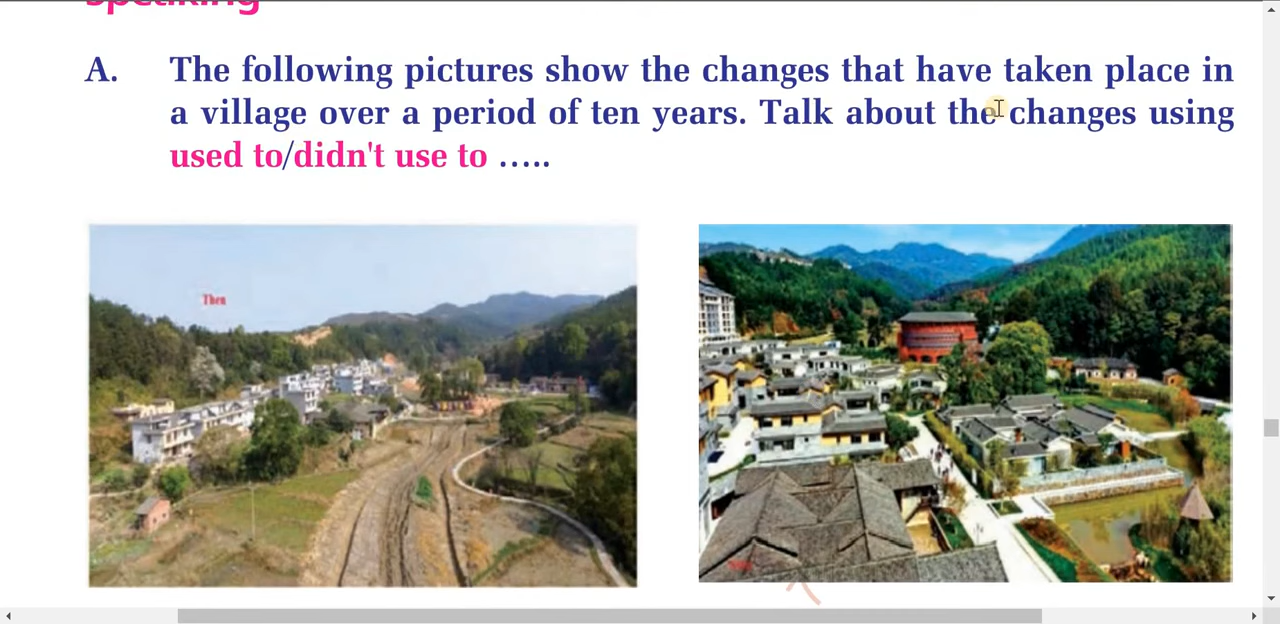 Speaking
A. The following pictures show the changes that have taken place in
a village over a period of ten years. Talk about the changes using
used to/didn't use to .....
Then